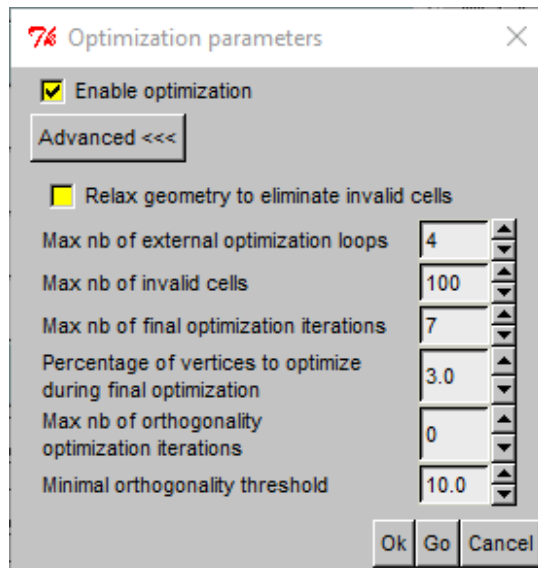 Optimization parameters
Enable optimization
Advanced <<<
Relax geometry to eliminate invalid cells
Max nb of external optimization loops 4
Max nb of invalid cells 100
Max nb of final optimization iterations 7
Percentage of vertices to optimize
during final optimization 3.0
Max nb of orthogonality
optimization iterations 0
Minimal orthogonality threshold 10.0
Ok Go Cancel